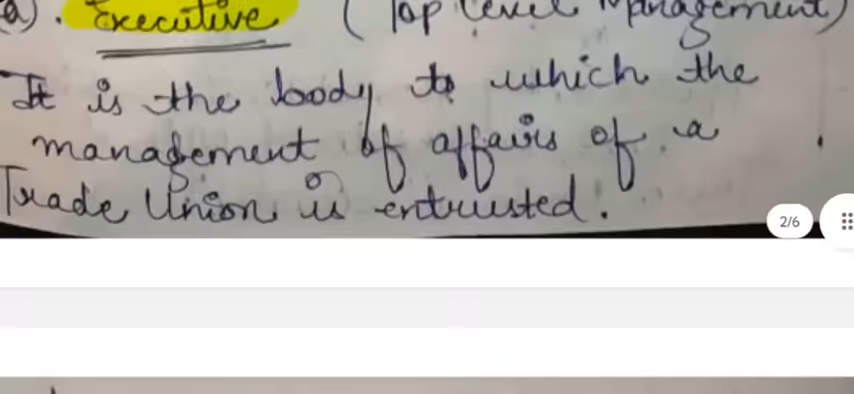 a). Executive (Top Level Management)
It is the body to which the
management of affairs of a
Trade Union is entrusted.
2/6